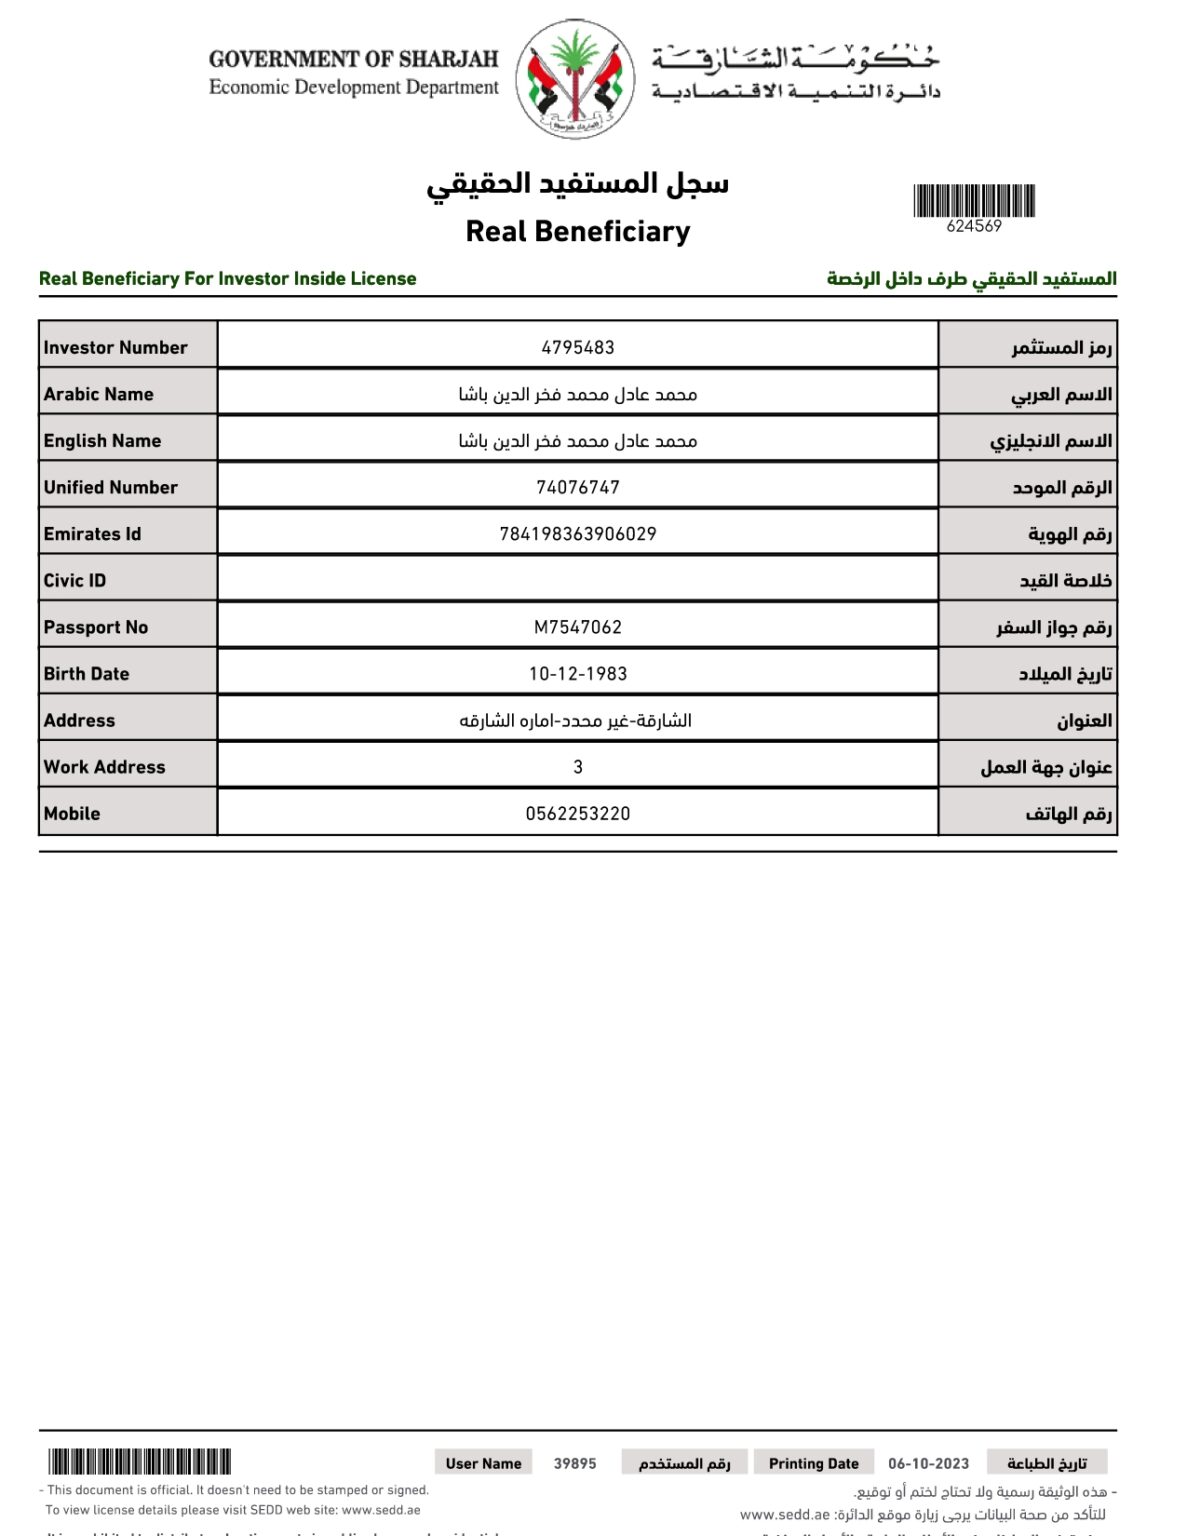 GOVERNMENT OF SHARJAH
Economic Development Department
حكومة الشارقة
دائرة التنمية الاقتصادية
سجل المستفيد الحقيقي
Real Beneficiary
624569
Real Beneficiary For Investor Inside License
المستفيد الحقيقي طرف داخل الرخصة
Investor Number 4795483 رمز المستثمر
Arabic Name محمد عادل محمد فخر الدين باشا الاسم العربي
English Name محمد عادل محمد فخر الدين باشا الاسم الانجليزي
Unified Number 74076747 الرقم الموحد
Emirates Id 784198363906029 رقم الهوية
Civic ID خلاصة القيد
Passport No M7547062 رقم جواز السفر
Birth Date 10-12-1983 تاريخ الميلاد
Address الشارقة-غير محدد-اماره الشارقه العنوان
Work Address 3 عنوان جهة العمل
Mobile 0562253220 رقم الهاتف
User Name 39895 رقم المستخدم Printing Date 06-10-2023 تاريخ الطباعة
- This document is official. It doesn't need to be stamped or signed.
- هذه الوثيقة رسمية ولا تحتاج لختم أو توقيع.
To view license details please visit SEDD web site: www.sedd.ae
للتأكد من صحة البيانات يرجى زيارة موقع الدائرة: www.sedd.ae